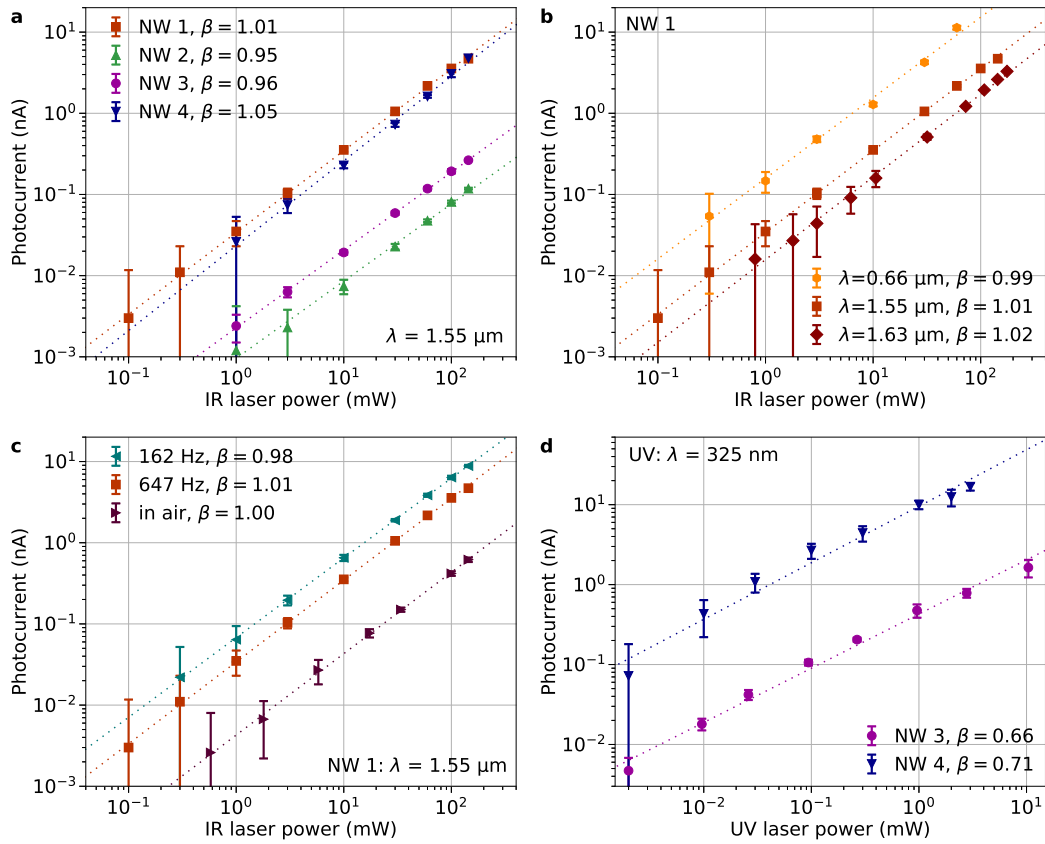 a
NW 1, β = 1.01
NW 2, β = 0.95
NW 3, β = 0.96
NW 4, β = 1.05
λ = 1.55 μm
Photocurrent (nA)
10¹
10⁰
10⁻¹
10⁻²
10⁻³
10⁻¹ 10⁰ 10¹ 10²
IR laser power (mW)
b
NW 1
λ=0.66 μm, β = 0.99
λ=1.55 μm, β = 1.01
λ=1.63 μm, β = 1.02
Photocurrent (nA)
10¹
10⁰
10⁻¹
10⁻²
10⁻³
10⁻¹ 10⁰ 10¹ 10²
IR laser power (mW)
c
162 Hz, β = 0.98
647 Hz, β = 1.01
in air, β = 1.00
NW 1: λ = 1.55 μm
Photocurrent (nA)
10¹
10⁰
10⁻¹
10⁻²
10⁻³
10⁻¹ 10⁰ 10¹ 10²
IR laser power (mW)
d
UV: λ = 325 nm
NW 3, β = 0.66
NW 4, β = 0.71
Photocurrent (nA)
10¹
10⁰
10⁻¹
10⁻²
10⁻² 10⁻¹ 10⁰ 10¹
UV laser power (mW)